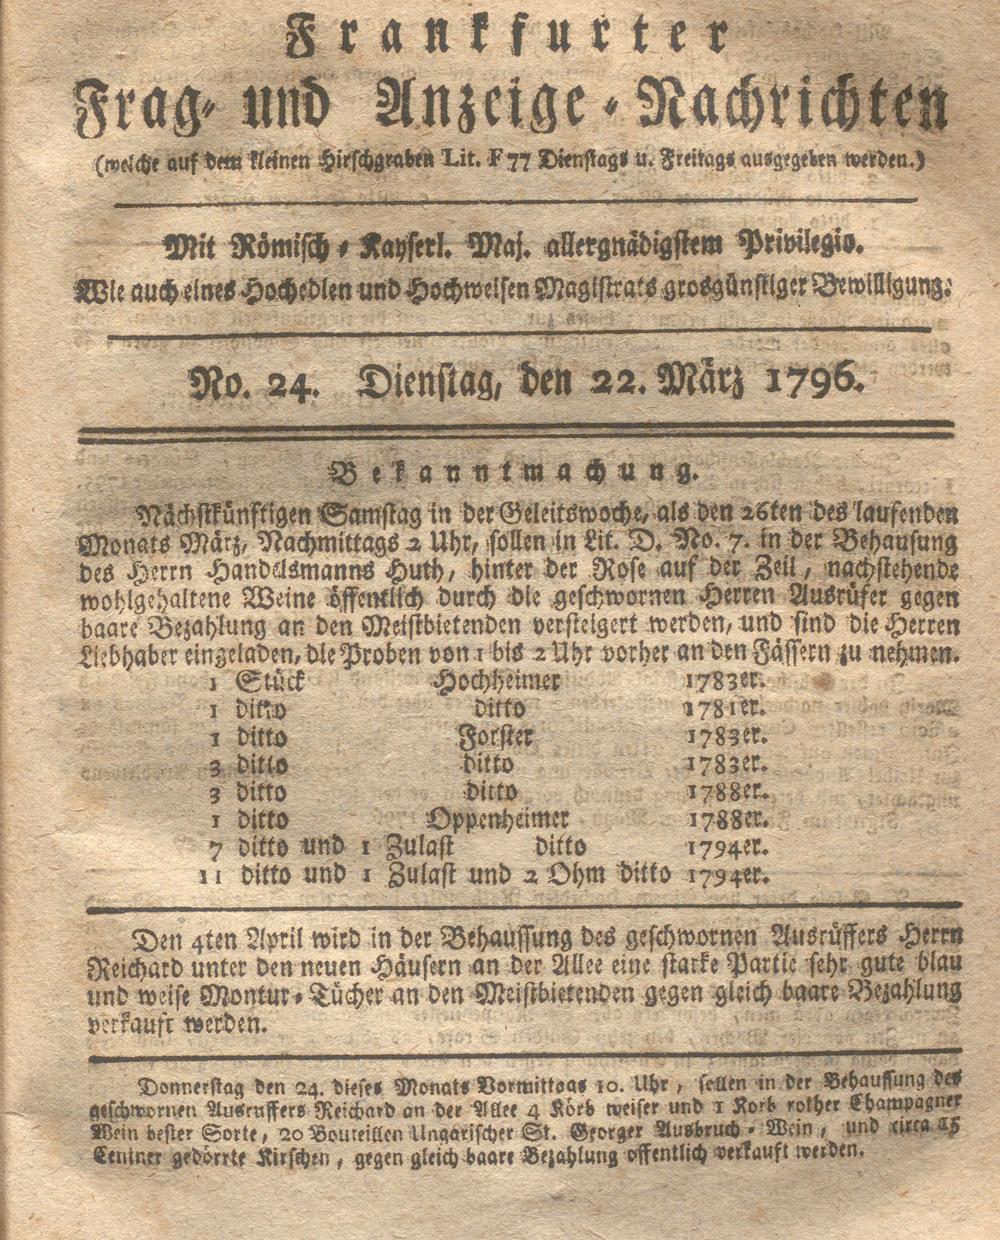 Frankfurter
Frag- und Anzeige-Nachrichten
(welche auf dem kleinen Hirschgraben Lit. F 77 Dienstags u. Freitags ausgegeben werden.)
Mit Römisch-Kayserl. Maj. allergnädigstem Privilegio.
Wie auch eines Hochedlen und Hochweisen Magistrats grosgünstiger Bewilligung.
No. 24. Dienstag, den 22. März 1796.
Bekanntmachung.
Nächstkünftigen Samstag in der Geleitswoche, als den 26ten des laufenden
Monats März, Nachmittags 2 Uhr, sollen in Lit. D. No. 7. in der Behausung
des Herrn Handelsmanns Huth, hinter der Rose auf der Zeil, nachstehende
wohlgehaltene Weine öffentlich durch die geschwornen Herren Ausrüfer gegen
baare Bezahlung an den Meistbietenden versteigert werden, und sind die Herren
Liebhaber eingeladen, die Proben von 1 bis 2 Uhr vorher an den Fässern zu nehmen.
1 Stück Hochheimer 1783er.
1 ditto ditto 1781er.
1 ditto Forster 1783er.
3 ditto ditto 1783er.
3 ditto ditto 1788er.
1 ditto Oppenheimer 1788er.
7 ditto und 1 Zulast ditto 1794er.
11 ditto und 1 Zulast und 2 Ohm ditto 1794er.
Den 4ten April wird in der Behaussung des geschwornen Ausrüffers Herrn
Reichard unter den neuen Häusern an der Allee eine starke Partie sehr gute blau
und weise Montur-Tücher an den Meistbietenden gegen gleich baare Bezahlung
verkauft werden.
Donnerstag den 24. dieses Monats Vormittags 10. Uhr, sollen in der Behaussung des
geschwornen Ausruffers Reichard an der Allee 4 Körb weiser und 1 Korb rother Champagner
Wein bester Sorte, 20 Bouteillen Ungarischer St. Georger Ausbruch-Wein, und circa 25
Centner gedörrte Kirschen, gegen gleich baare Bezahlung offentlich verkauft werden.